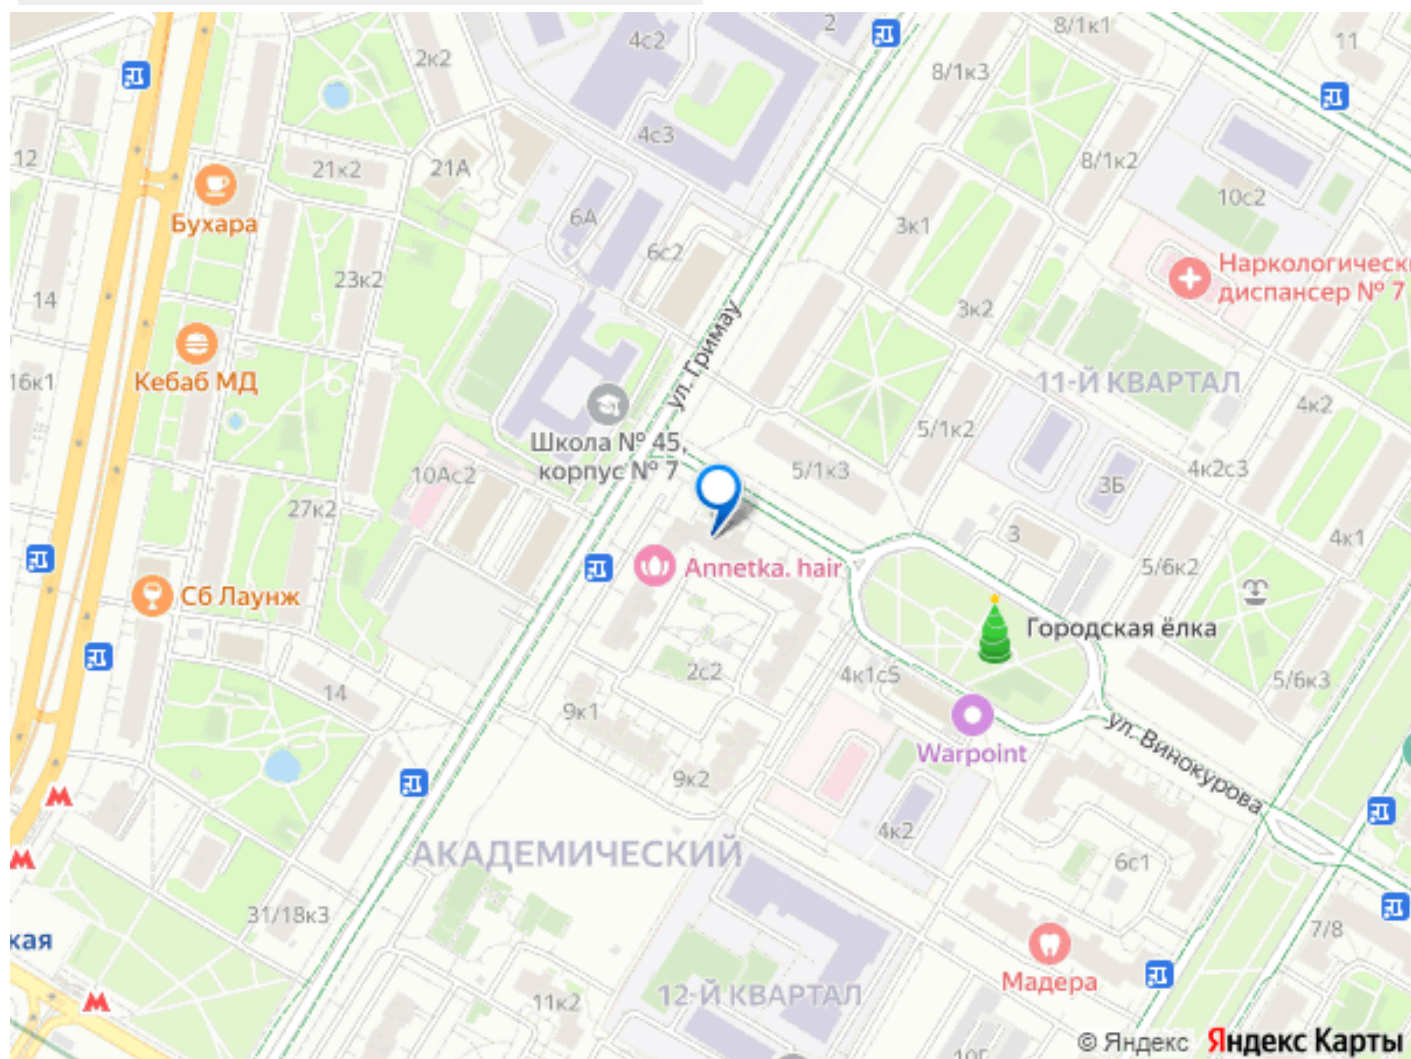 2
8/1к1
11
4с2
2к2
8/1к3
4с3
12
21к2
21А
8/1к2
10с2
Бухара
6А
3к1
6с2
Наркологическ
диспансер № 7
23к2
14
3к2
ул. Гримау
16к1
Кебаб МД
11-Й КВАРТАЛ
4к2
Школа № 45,
корпус № 7
5/1к2
10Ас2
5/1к3
4к2с3
3Б
27к2
3
4к1
Annetka. hair
5/6к2
Сб Лаунж
Городская ёлка
14
2с2
4к1с5
5/6к3
9к1
Warpoint
ул. Винокурова
9к2
4к2
АКАДЕМИЧЕСКИЙ
6с1
31/18к3
7/8
кая
Мадера
12-Й КВАРТАЛ
11к2
© Яндекс Яндекс Карты